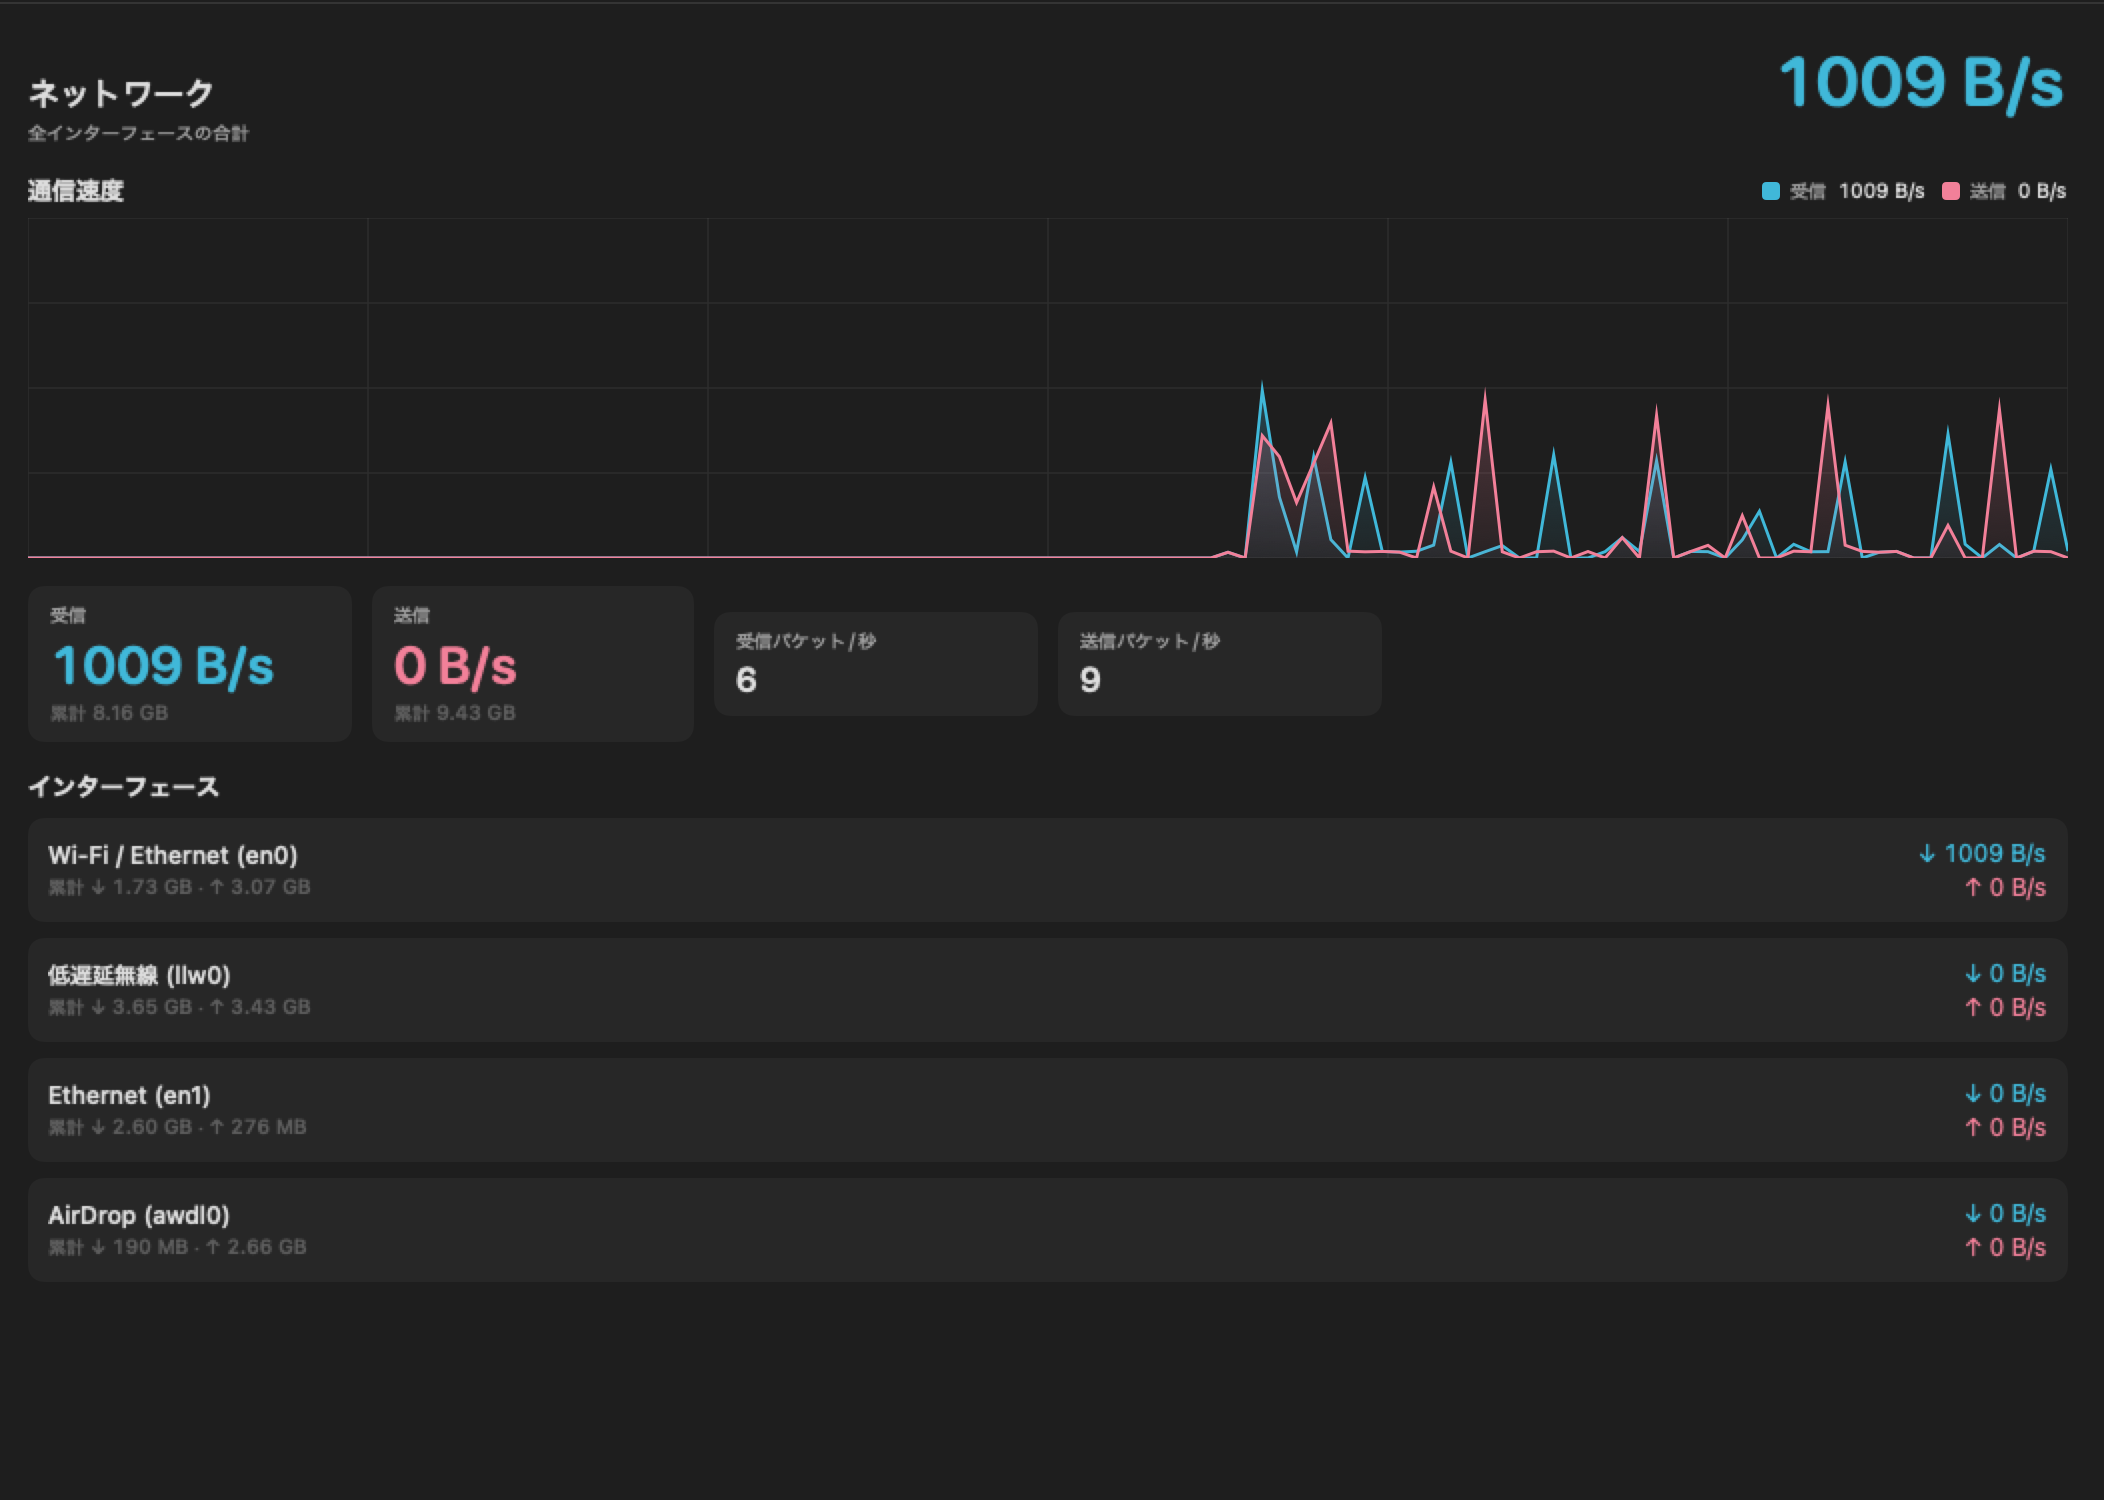 ネットワーク
1009 B/s
全インターフェースの合計
通信速度
受信 1009 B/s 送信 0 B/s
受信
1009 B/s
累計 8.16 GB
送信
0 B/s
累計 9.43 GB
受信パケット/秒
6
送信パケット/秒
9
インターフェース
Wi-Fi / Ethernet (en0)
累計 ↓ 1.73 GB · ↑ 3.07 GB
↓ 1009 B/s
↑ 0 B/s
低遅延無線 (llw0)
累計 ↓ 3.65 GB · ↑ 3.43 GB
↓ 0 B/s
↑ 0 B/s
Ethernet (en1)
累計 ↓ 2.60 GB · ↑ 276 MB
↓ 0 B/s
↑ 0 B/s
AirDrop (awdl0)
累計 ↓ 190 MB · ↑ 2.66 GB
↓ 0 B/s
↑ 0 B/s